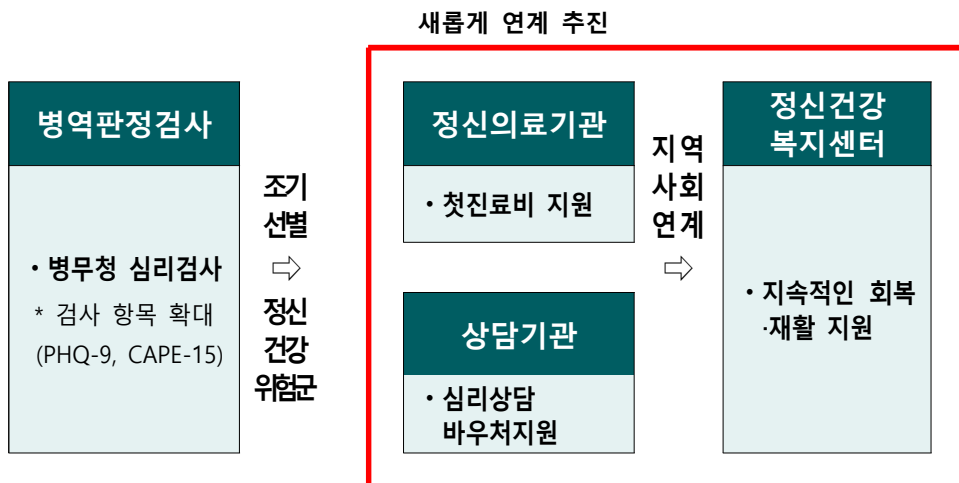 새롭게 연계 추진
병역판정검사
• 병무청 심리검사
* 검사 항목 확대
(PHQ-9, CAPE-15)
조기
선별
⇨
정신
건강
위험군
정신의료기관
• 첫진료비 지원
상담기관
• 심리상담
바우처지원
지역
사회
연계
⇨
정신건강
복지센터
• 지속적인 회복
·재활 지원